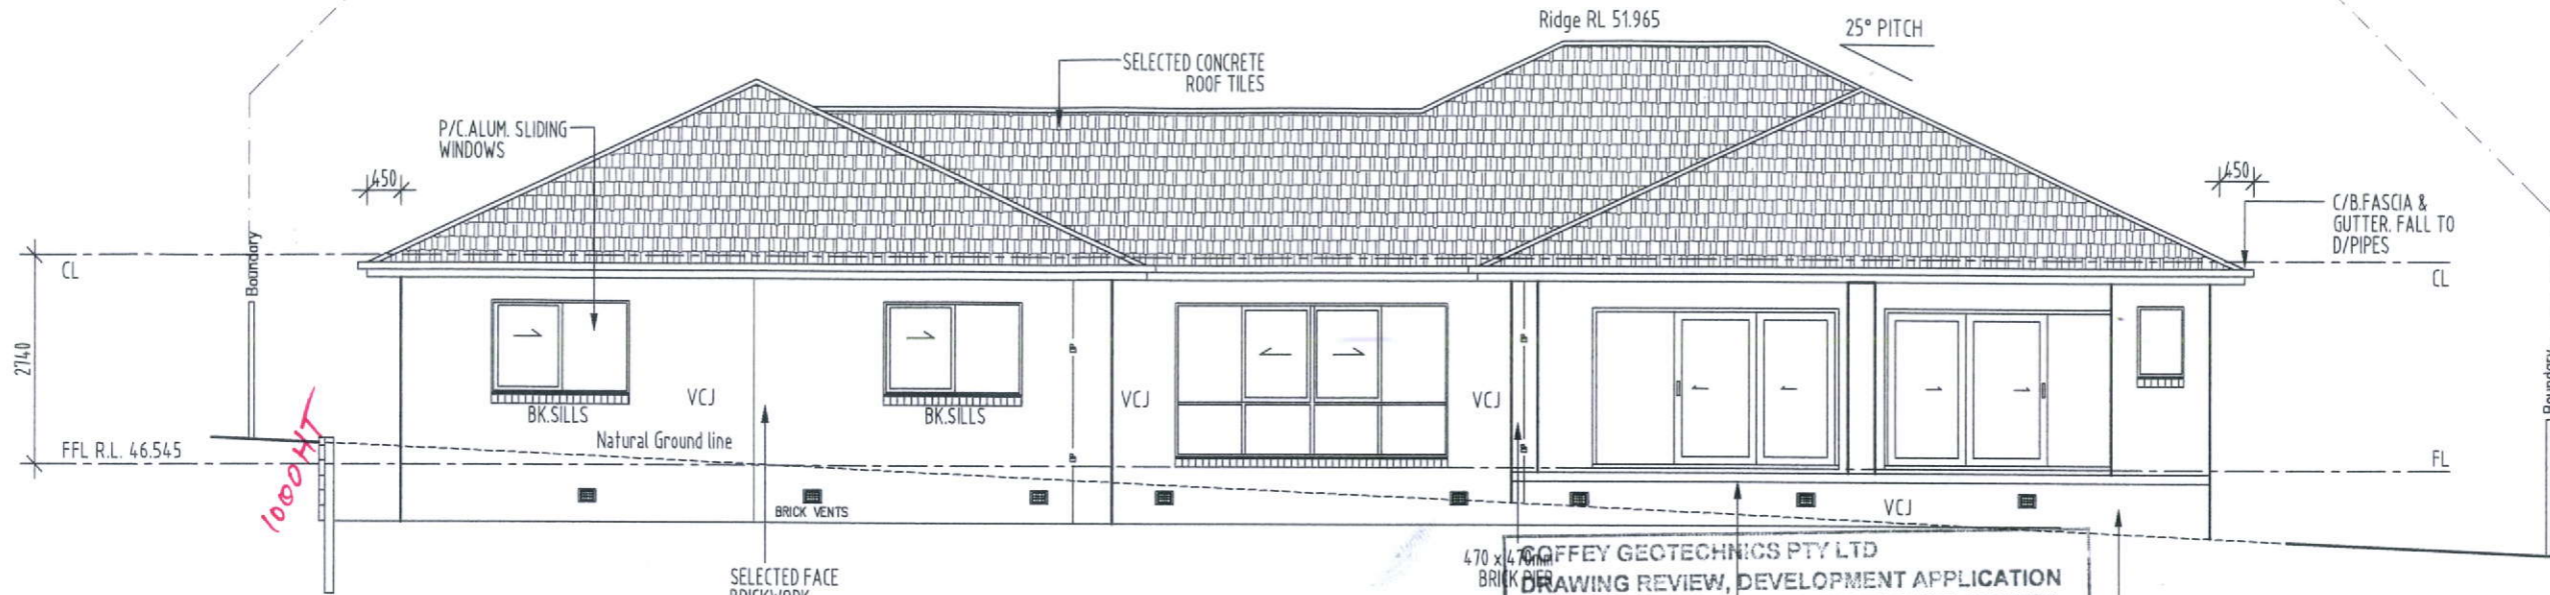 Ridge RL 51.965
25° PITCH
SELECTED CONCRETE
ROOF TILES
P/C.ALUM. SLIDING
WINDOWS
450
450
C/B.FASCIA &
GUTTER. FALL TO
D/PIPES
Boundary
CL
CL
2740
VCJ
VCJ
VCJ
BK.SILLS
BK.SILLS
Natural Ground line
FFL R.L. 46.545
FL
1000HT
Boundary
BRICK VENTS
VCJ
SELECTED FACE
BRICKWORK
470 x 470mm
BRICK PIER
COFFEY GEOTECHNICS PTY LTD
DRAWING REVIEW, DEVELOPMENT APPLICATION